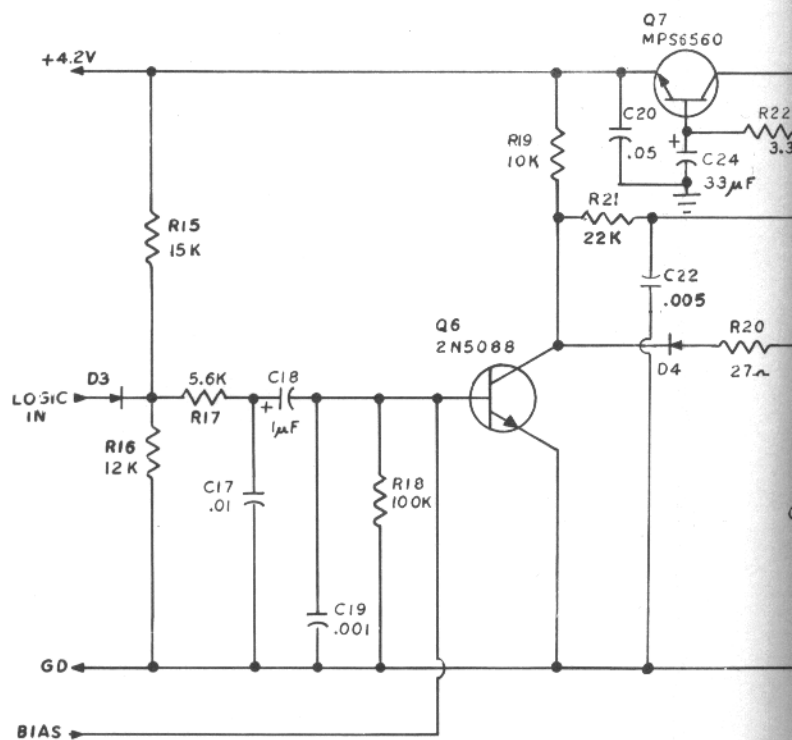 Q7
MPS6560
+4.2V
C20
.05
R22
3.3
R19
10K
+
C24
33µF
R21
22K
R15
15K
C22
.005
Q6
2N5088
R20
27Ω
D4
D3
5.6K
C18
LOGIC
IN
R17
+
1µF
R16
12K
C17
.01
R18
100K
C19
.001
GD
BIAS